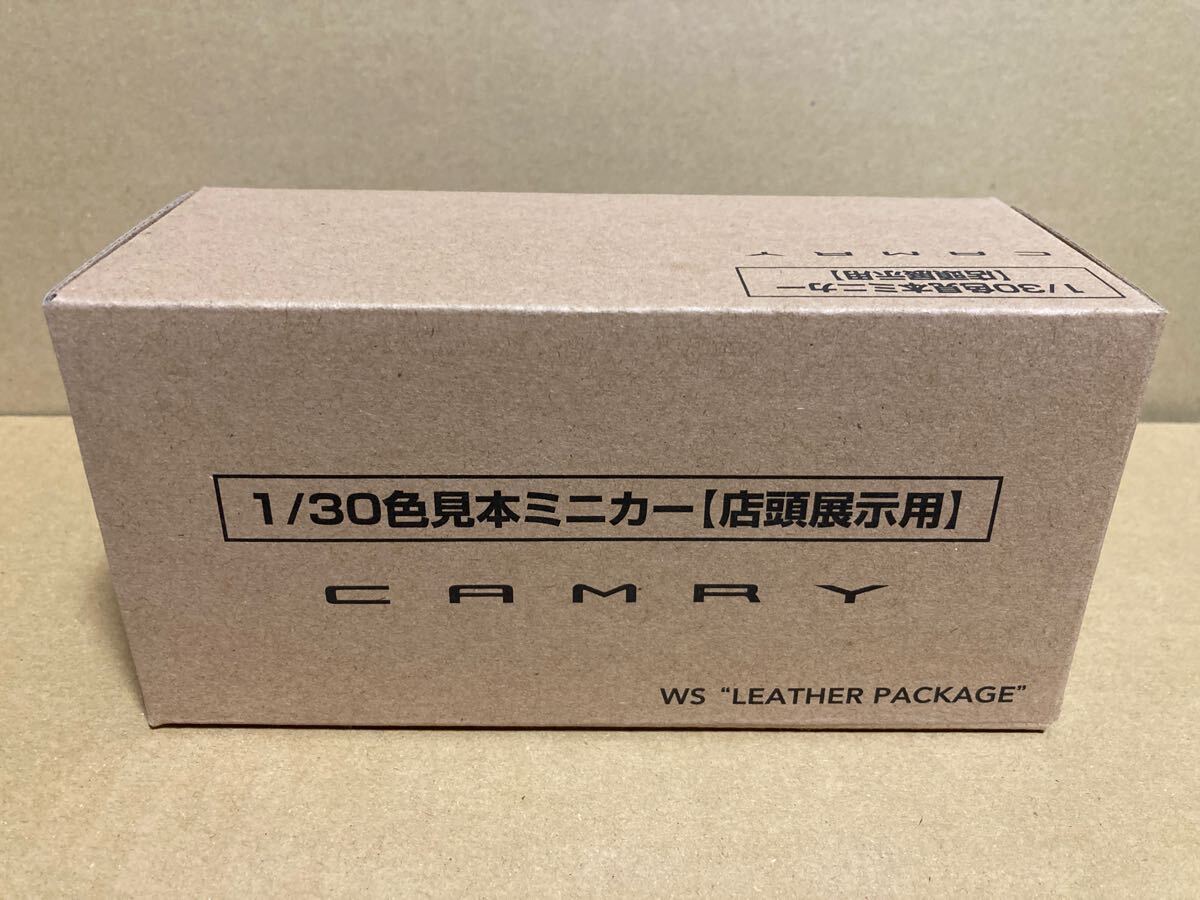 CAMRY
1/30色見本ミニカー
【店頭展示用】
1/30色見本ミニカー【店頭展示用】
CAMRY
WS “LEATHER PACKAGE”